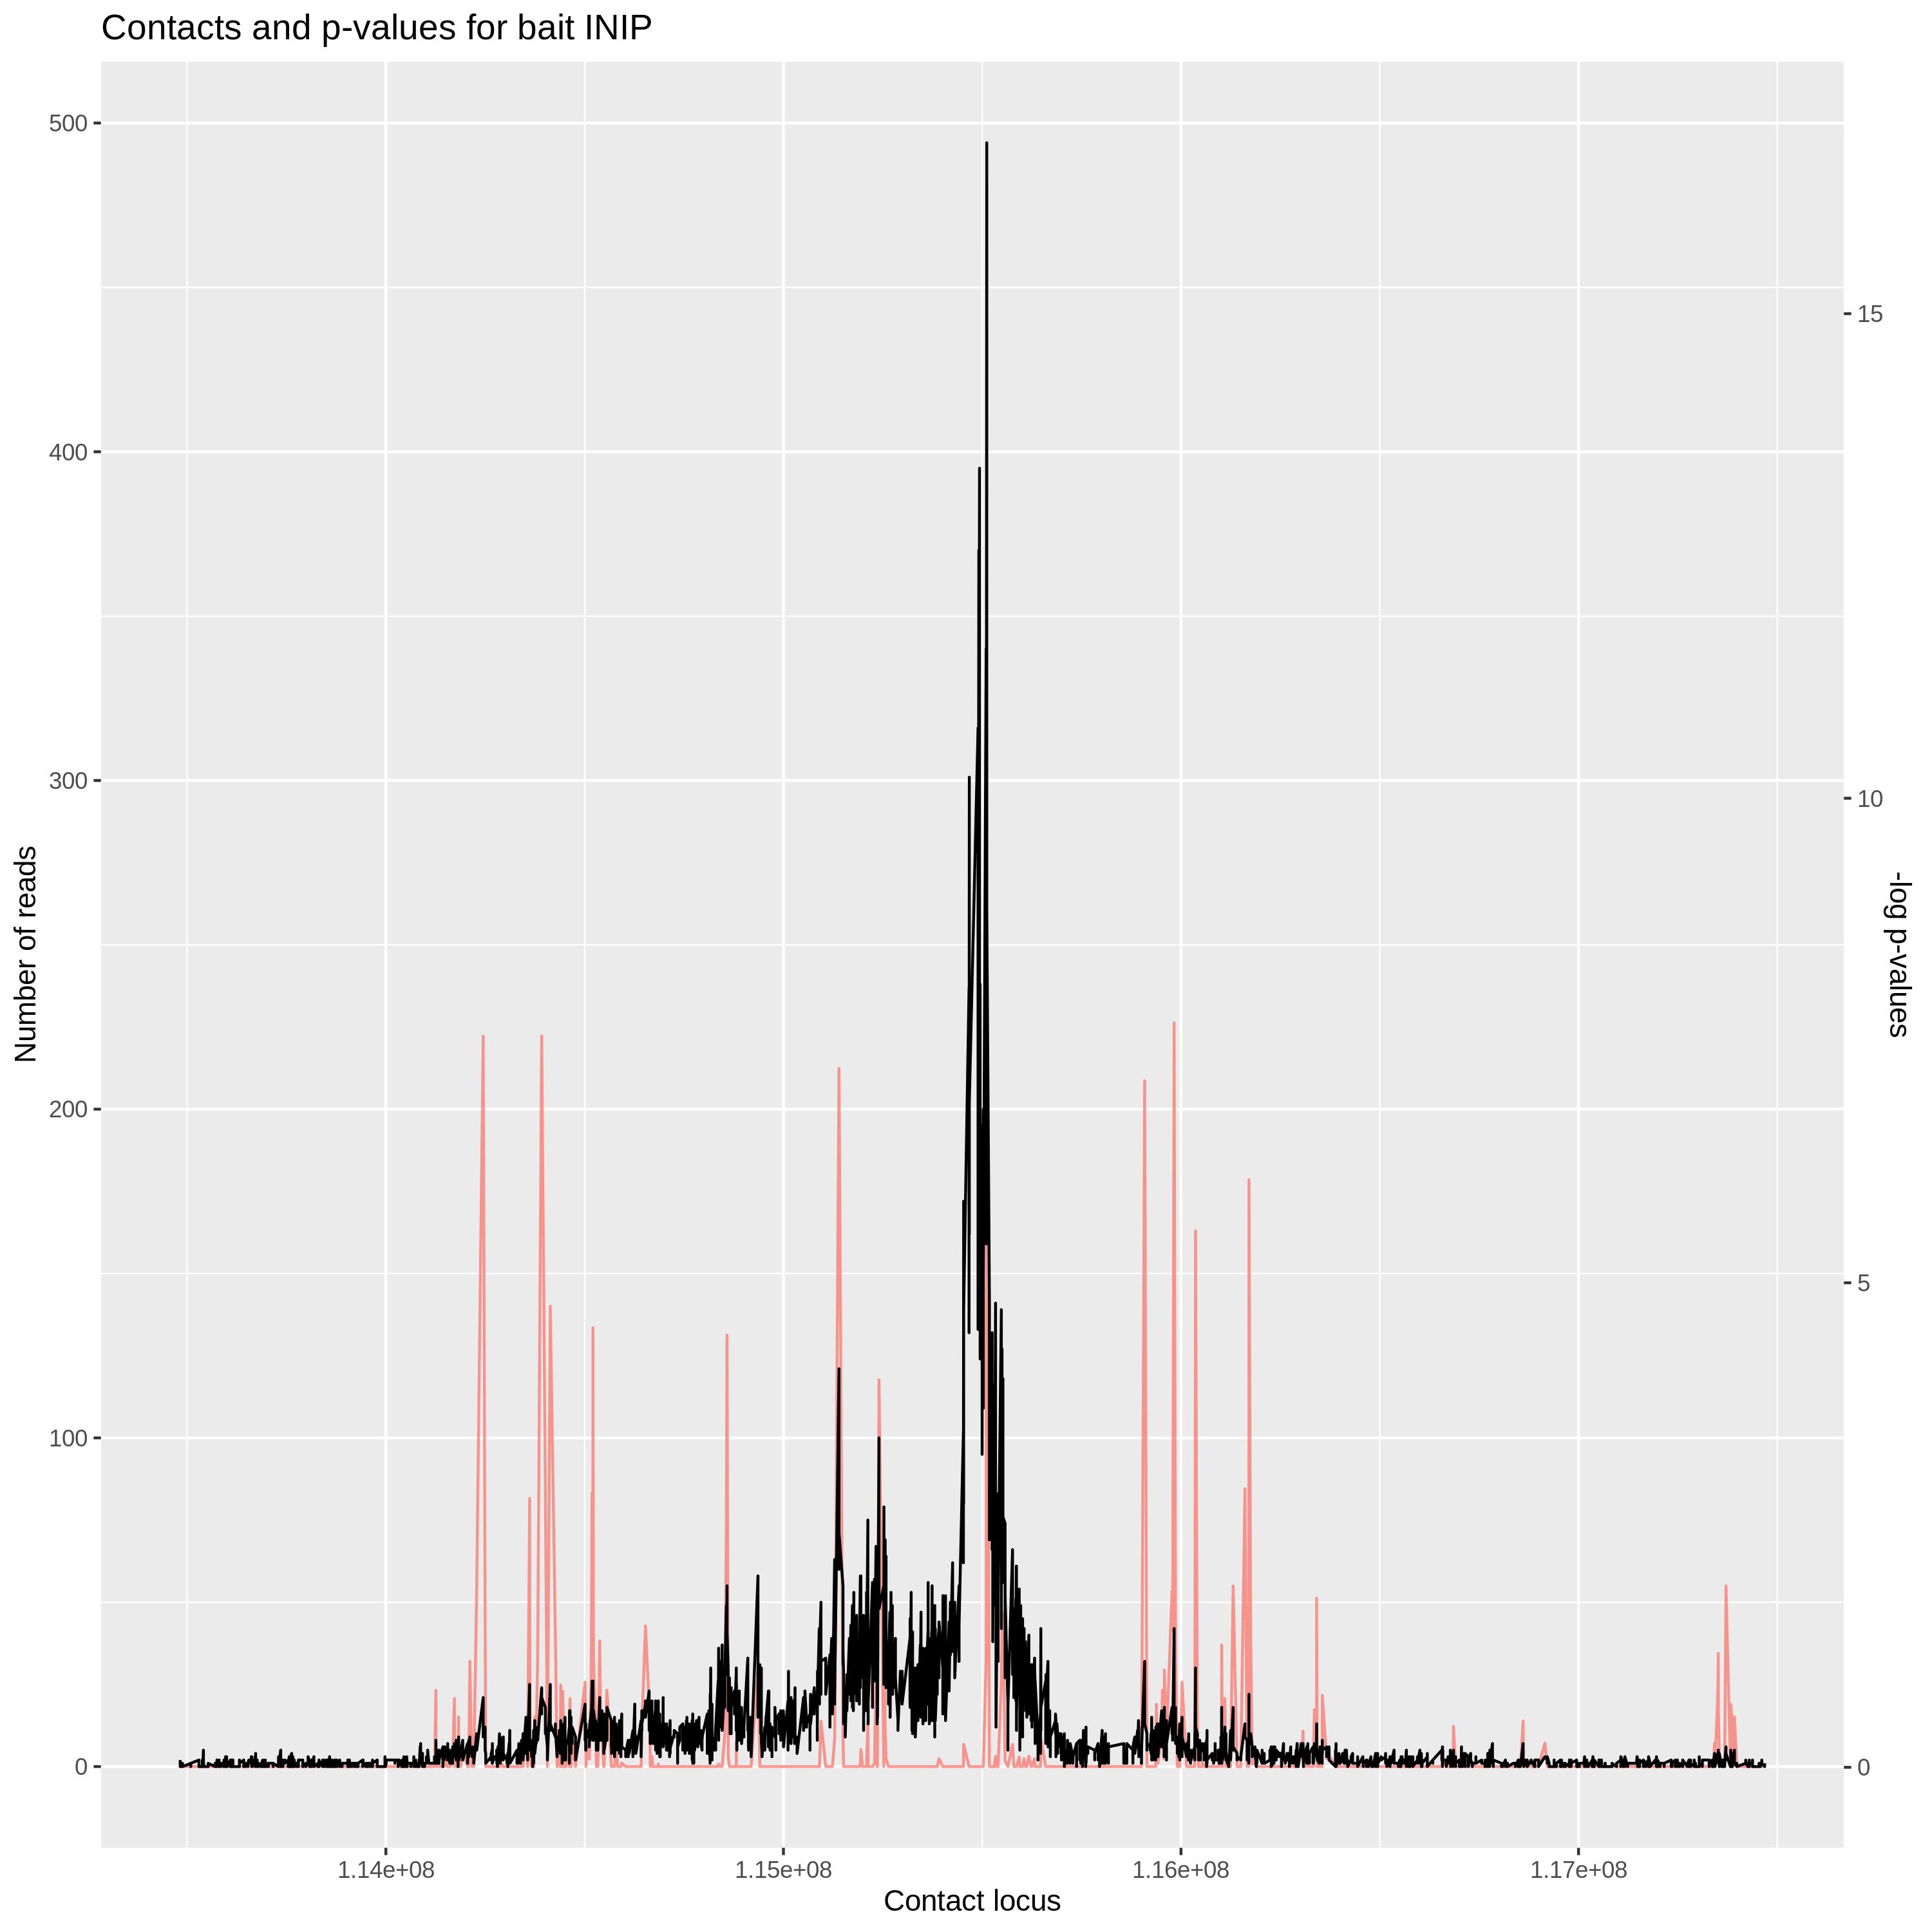 Contacts and p-values for bait INIP
500
400
300
200
100
0
15
10
5
0
Number of reads
-log p-values
1.14e+08
1.15e+08
1.16e+08
1.17e+08
Contact locus